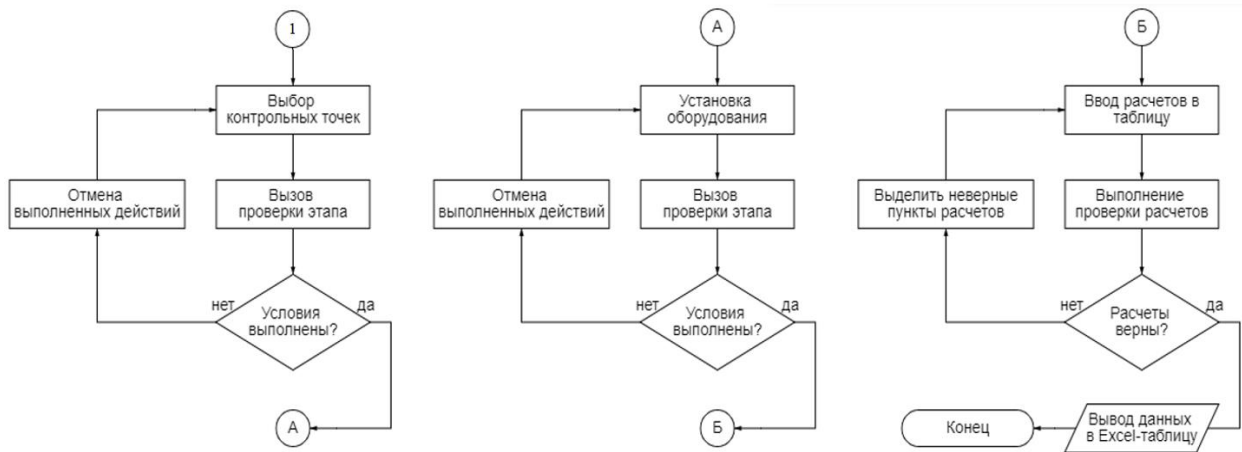 1
Выбор
контрольных точек
Отмена
выполненных действий
Вызов
проверки этапа
нет
да
Условия
выполнены?
А
А
Установка
оборудования
Отмена
выполненных действий
Вызов
проверки этапа
нет
да
Условия
выполнены?
Б
Б
Ввод расчетов в
таблицу
Выделить неверные
пункты расчетов
Выполнение
проверки расчетов
нет
да
Расчеты
верны?
Конец
Вывод данных
в Excel-таблицу